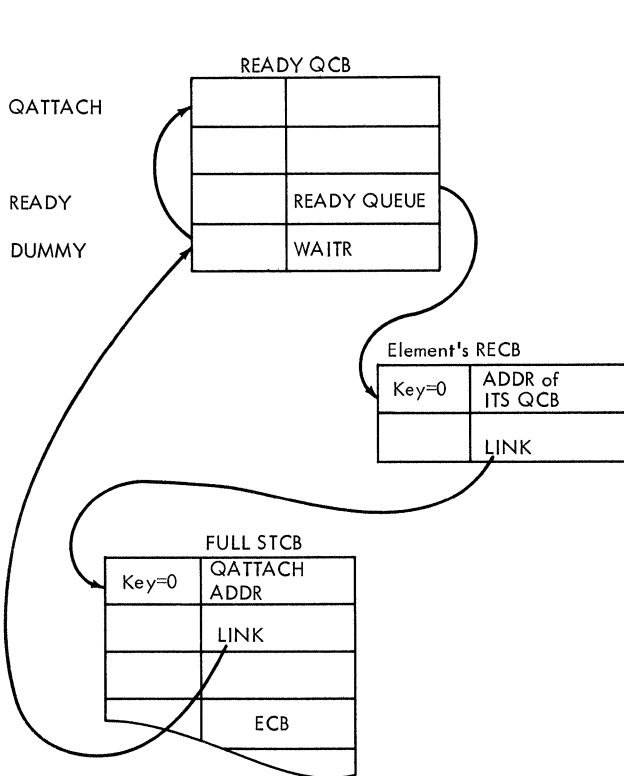 READY QCB
QATTACH
READY
READY QUEUE
DUMMY
WAITR
Element's RECB
Key=0
ADDR of
ITS QCB
LINK
FULL STCB
Key=0
QATTACH
ADDR
LINK
ECB